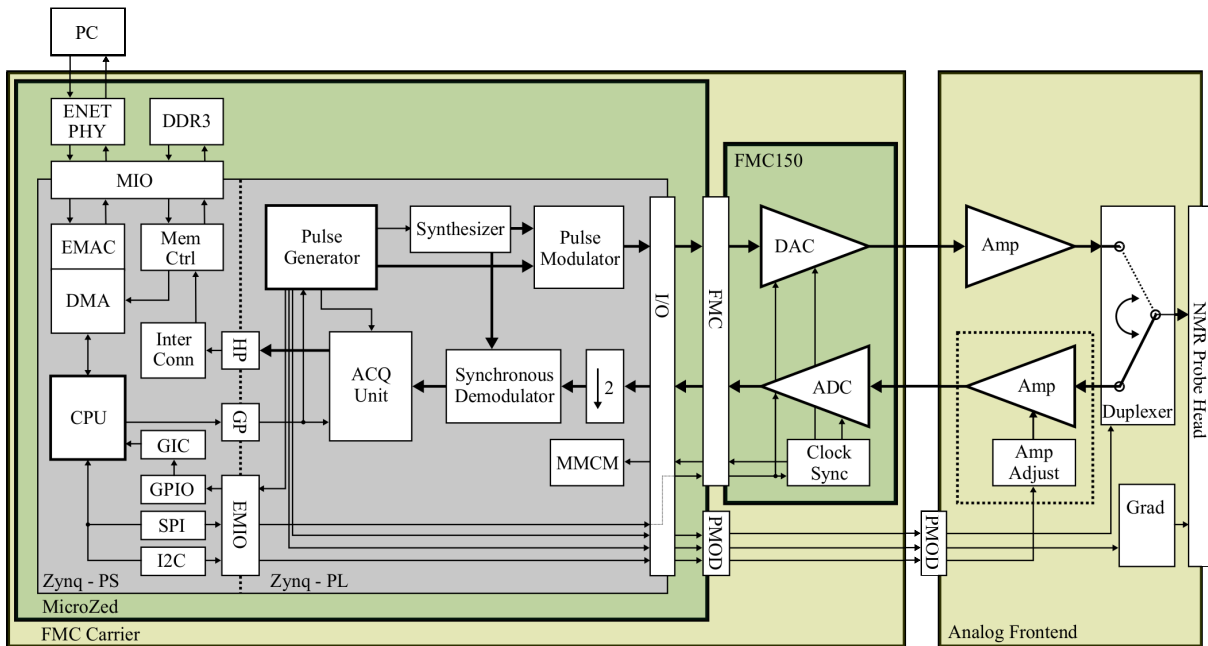 PC
ENET
PHY
DDR3
MIO
FMC150
EMAC
Mem
Ctrl
DMA
Inter
Conn
HP
CPU
GP
GIC
GPIO
SPI
I2C
EMIO
Pulse
Generator
Synthesizer
Pulse
Modulator
ACQ
Unit
Synchronous
Demodulator
2
MMCM
I/O
FMC
DAC
ADC
Clock
Sync
PMOD
PMOD
Amp
Amp
Amp
Adjust
Duplexer
Grad
NMR Probe Head
Zynq - PS
Zynq - PL
MicroZed
FMC Carrier
Analog Frontend